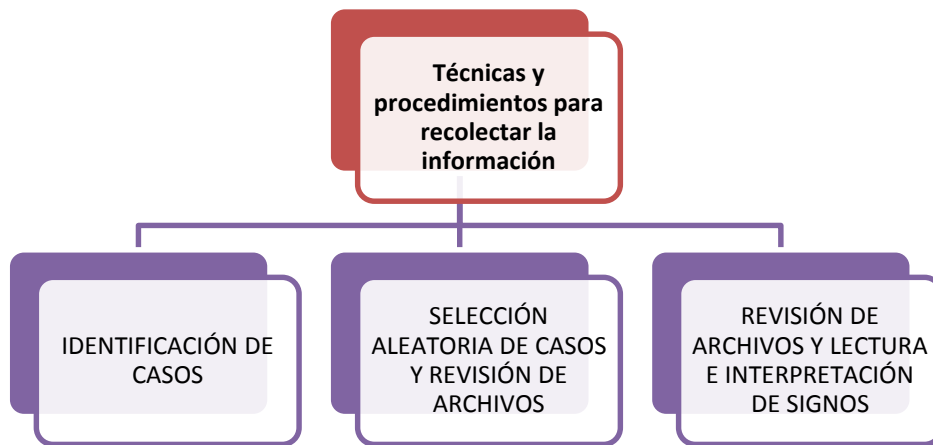 Técnicas y
procedimientos para
recolectar la
información
IDENTIFICACIÓN DE
CASOS
SELECCIÓN
ALEATORIA DE CASOS
Y REVISIÓN DE
ARCHIVOS
REVISIÓN DE
ARCHIVOS Y LECTURA
E INTERPRETACIÓN
DE SIGNOS